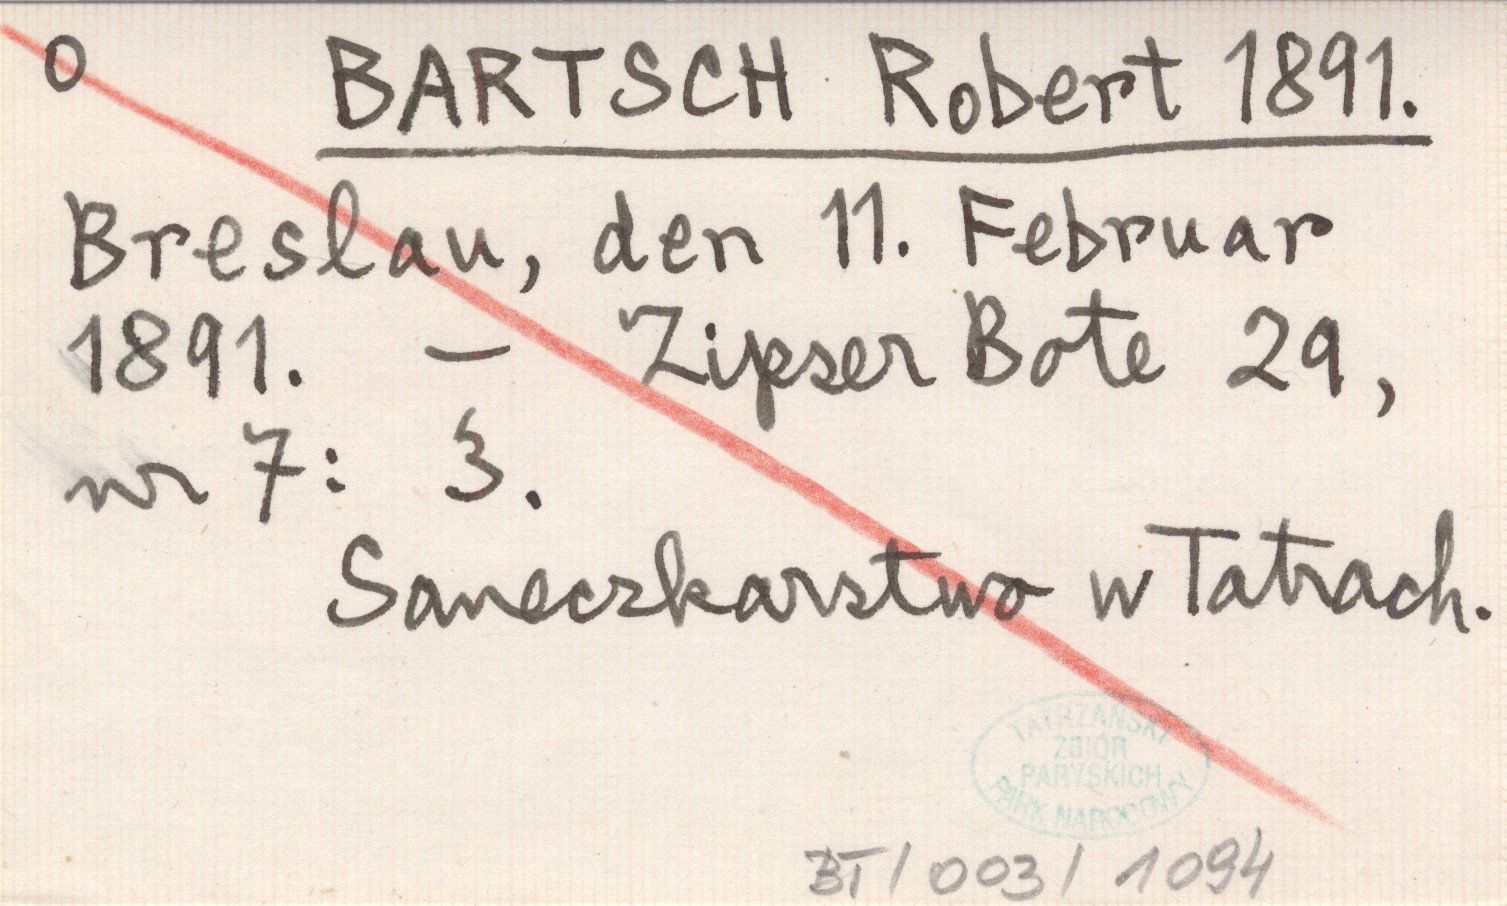 o BARTSCH Robert 1891.
Breslau, den 11. Februar
1891. — Zipser Bote 29,
nr 7: 3.
Saneczkarstwo w Tatrach.
TATRZAŃSKI
ZBIÓR
PARYSKICH
PARK NARODOWY
BT/003/1094